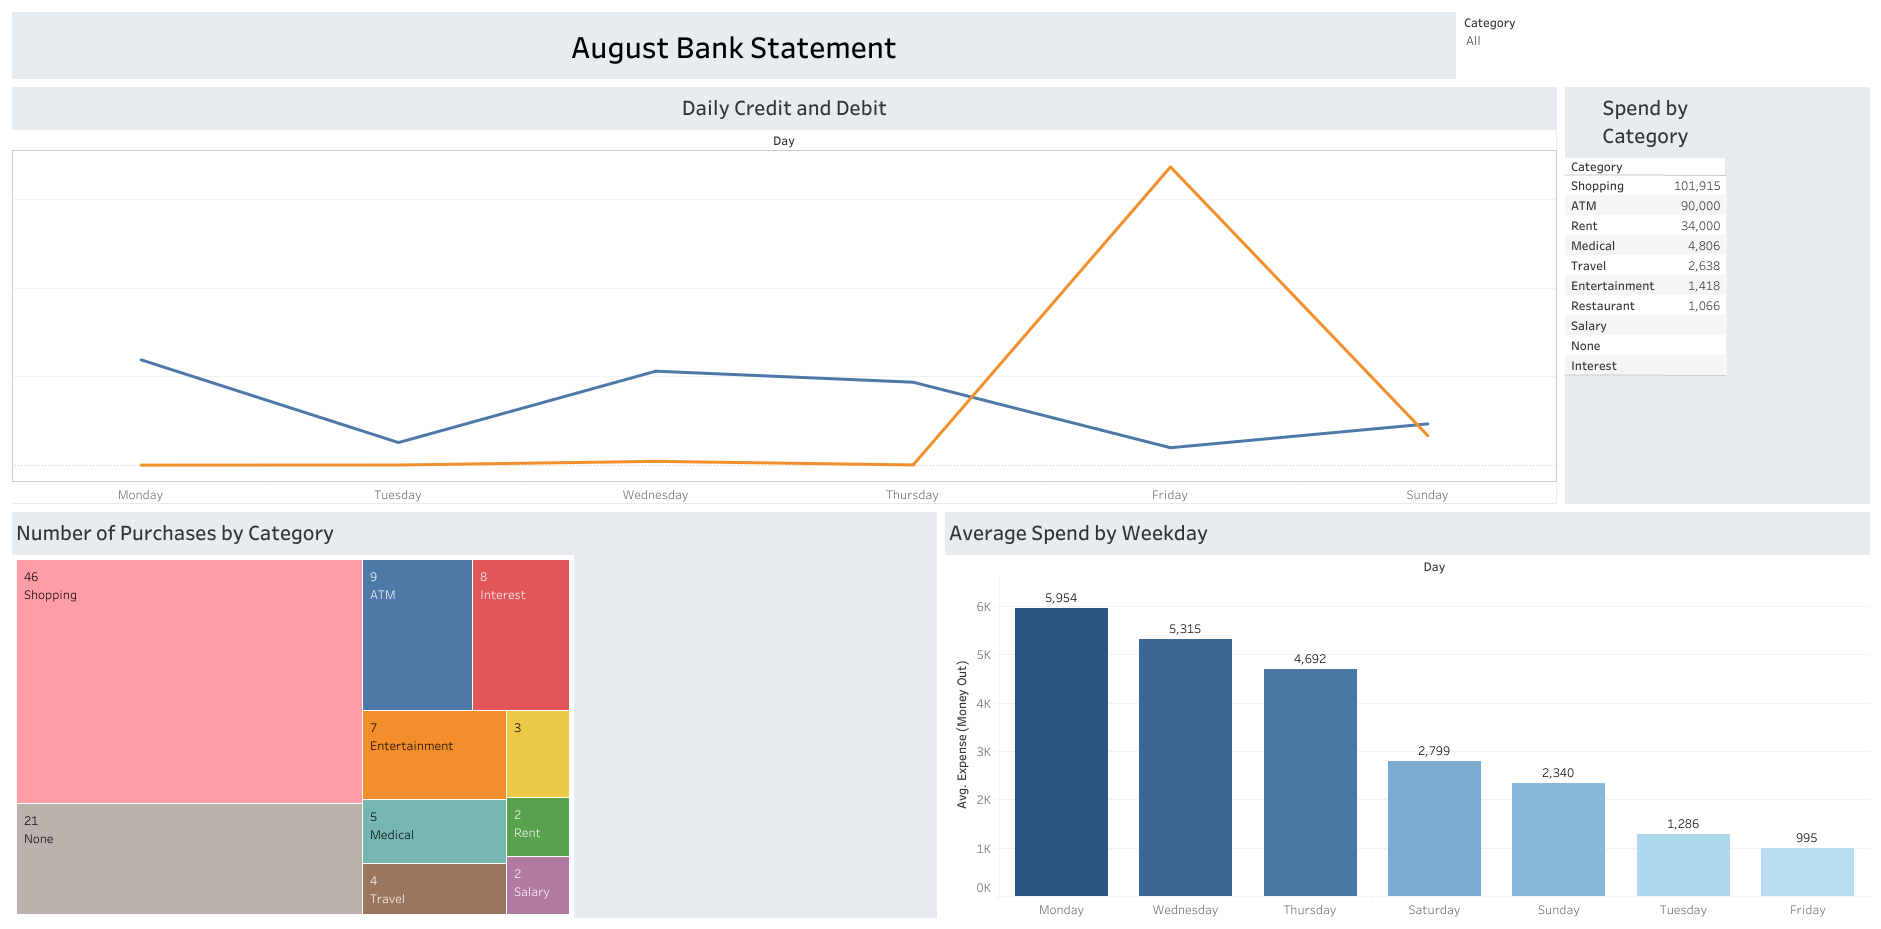 August Bank Statement
Category
All
Daily Credit and Debit
Day
Monday
Tuesday
Wednesday
Thursday
Friday
Sunday
Spend by
Category
Category
Shopping 101,915
ATM 90,000
Rent 34,000
Medical 4,806
Travel 2,638
Entertainment 1,418
Restaurant 1,066
Salary
None
Interest
Number of Purchases by Category
46
Shopping
21
None
9
ATM
8
Interest
7
Entertainment
3
5
Medical
2
Rent
4
Travel
2
Salary
Average Spend by Weekday
Day
Avg. Expense (Money Out)
6K
5K
4K
3K
2K
1K
0K
5,954
5,315
4,692
2,799
2,340
1,286
995
Monday
Wednesday
Thursday
Saturday
Sunday
Tuesday
Friday